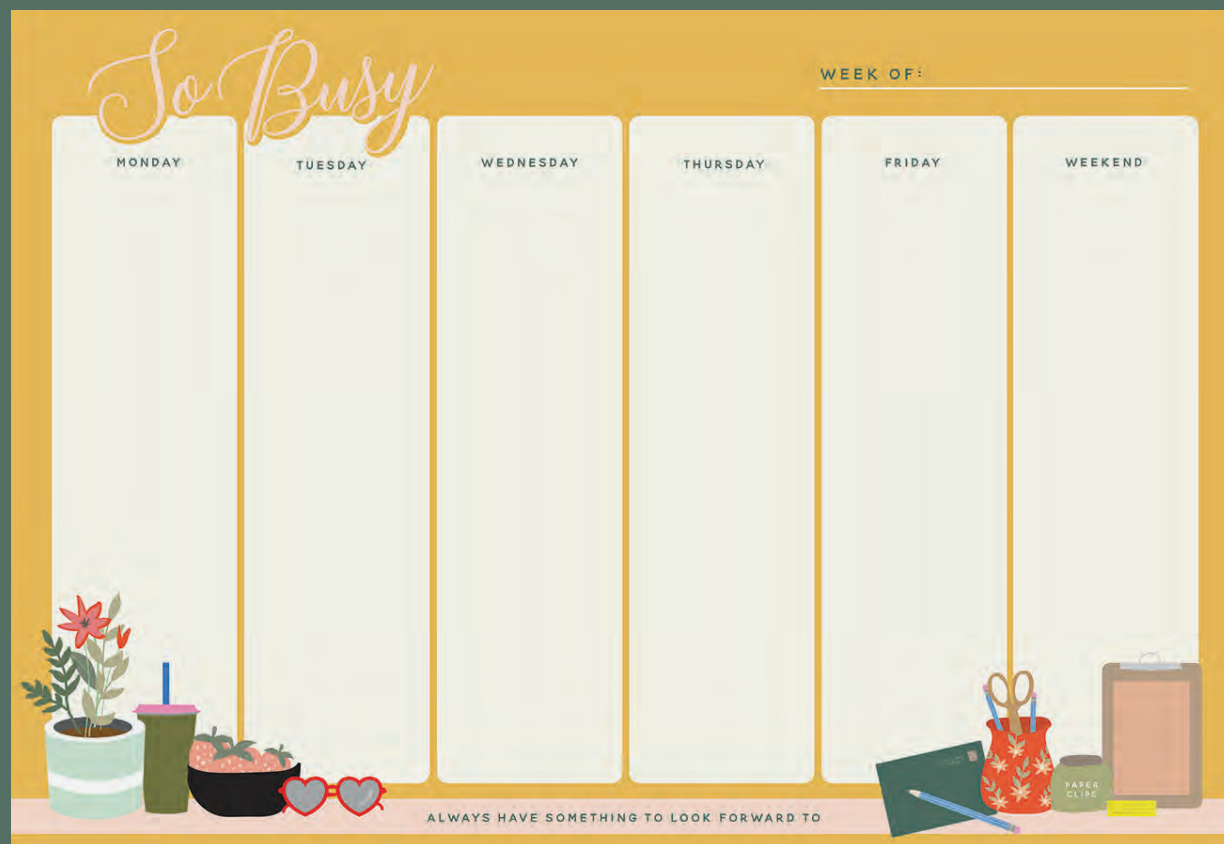 So Busy
WEEK OF:
MONDAY
TUESDAY
WEDNESDAY
THURSDAY
FRIDAY
WEEKEND
PAPER
CLIPS
ALWAYS HAVE SOMETHING TO LOOK FORWARD TO